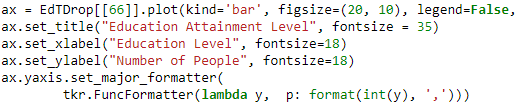 ax = EdTDrop[[66]].plot(kind='bar', figsize=(20, 10), legend=False,
ax.set_title("Education Attainment Level", fontsize = 35)
ax.set_xlabel("Education Level", fontsize=18)
ax.set_ylabel("Number of People", fontsize=18)
ax.yaxis.set_major_formatter(
tkr.FuncFormatter(lambda y,  p: format(int(y), ',')))